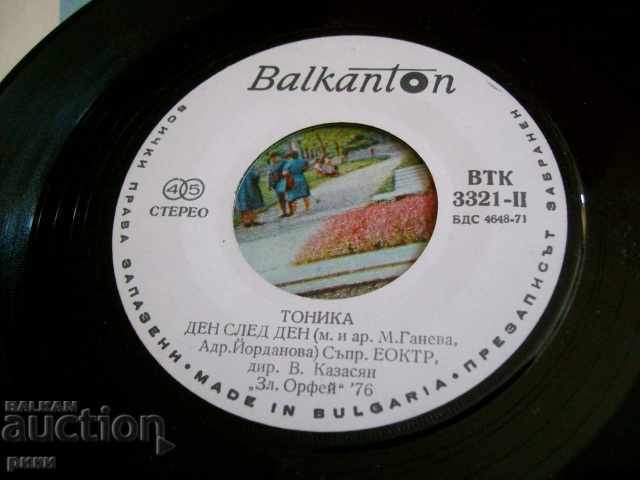 Balkanton
ВСИЧКИ ПРАВА ЗАПАЗЕНИ • MADE IN BULGARIA • ПРЕЗАПИСЪТ ЗАБРАНЕН
45
СТЕРЕО
ВТК
3321-II
БДС 4648-71
ТОНИКА
ДЕН СЛЕД ДЕН (м. и ар. М.Ганева,
Адр.Йорданова) Съпр. ЕОКТР,
дир. В. Казасян
„Зл. Орфей" '76
BALKAN
auction
рики